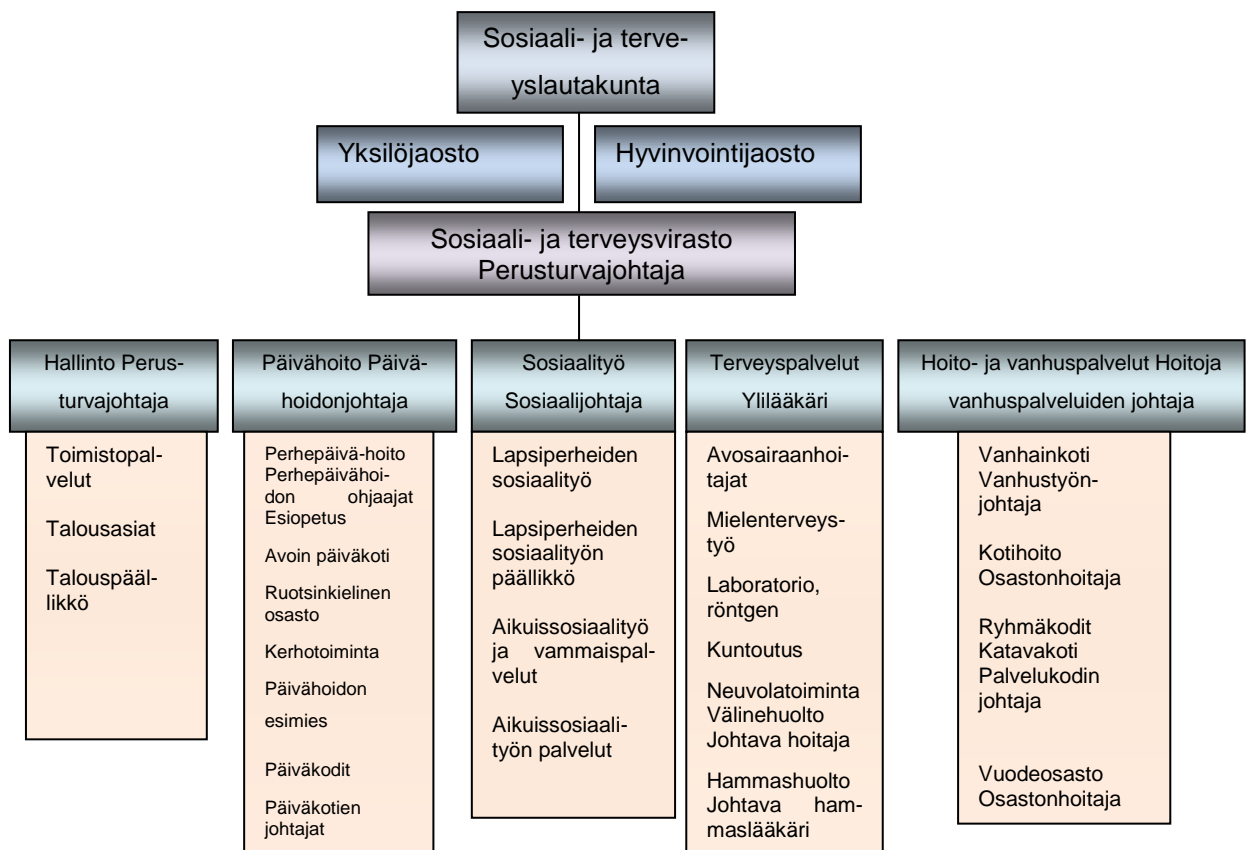 Sosiaali- ja terve-
yslautakunta
Yksilöjaosto
Hyvinvointijaosto
Sosiaali- ja terveysvirasto
Perusturvajohtaja
Hallinto Perus-
turvajohtaja
Toimistopal-
velut
Talousasiat
Talouspääl-
likkö
Päivähoito Päivä-
hoidonjohtaja
Perhepäivä-hoito
Perhepäivähoi-
don ohjaajat
Esiopetus
Avoin päiväkoti
Ruotsinkielinen
osasto
Kerhotoiminta
Päivähoidon
esimies
Päiväkodit
Päiväkotien
johtajat
Sosiaalityö
Sosiaalijohtaja
Lapsiperheiden
sosiaalityö
Lapsiperheiden
sosiaalityön
päällikkö
Aikuissosiaalityö
ja vammaispal-
velut
Aikuissosiaali-
työn palvelut
Terveyspalvelut
Ylilääkäri
Avosairaanhoi-
tajat
Mielenterveys-
työ
Laboratorio,
röntgen
Kuntoutus
Neuvolatoiminta
Välinehuolto
Johtava hoitaja
Hammashuolto
Johtava ham-
maslääkäri
Hoito- ja vanhuspalvelut Hoitoja
vanhuspalveluiden johtaja
Vanhainkoti
Vanhustyön-
johtaja
Kotihoito
Osastonhoitaja
Ryhmäkodit
Katavakoti
Palvelukodin
johtaja
Vuodeosasto
Osastonhoitaja